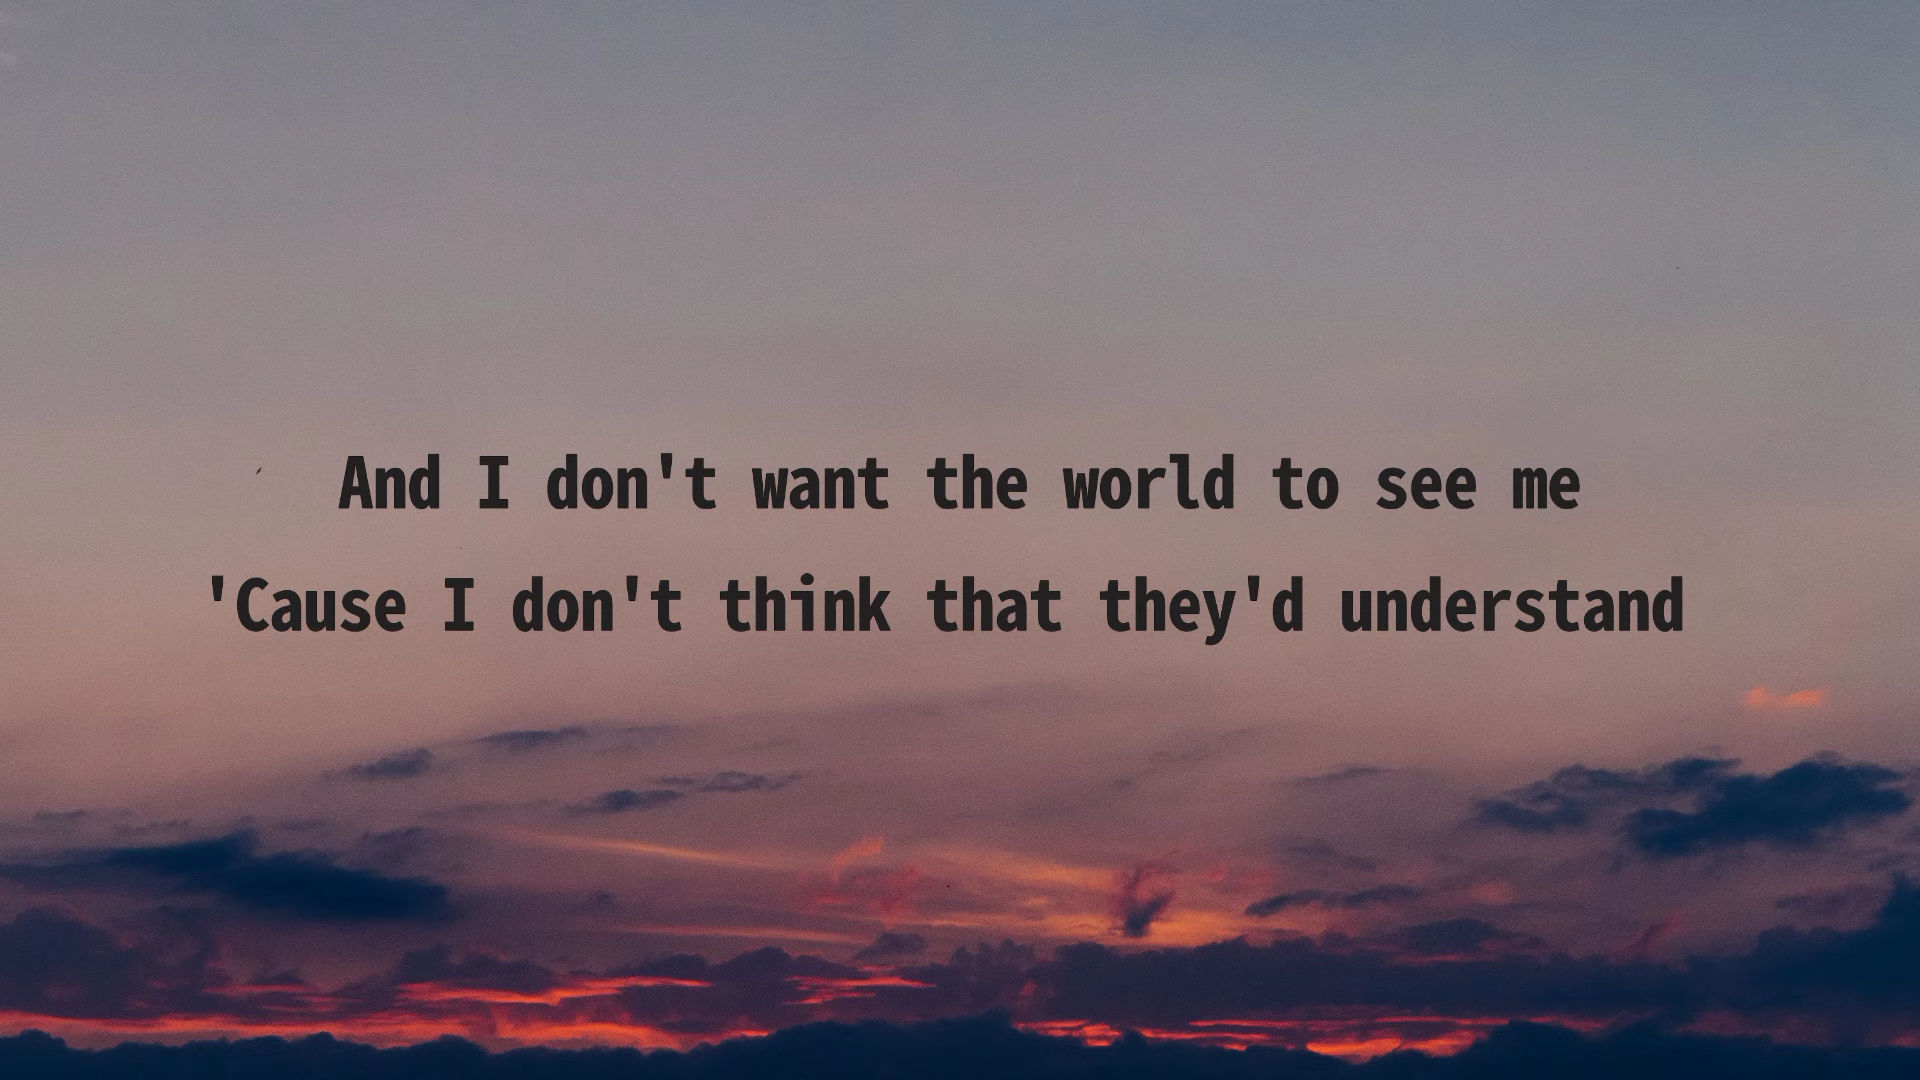 And I don't want the world to see me
'Cause I don't think that they'd understand